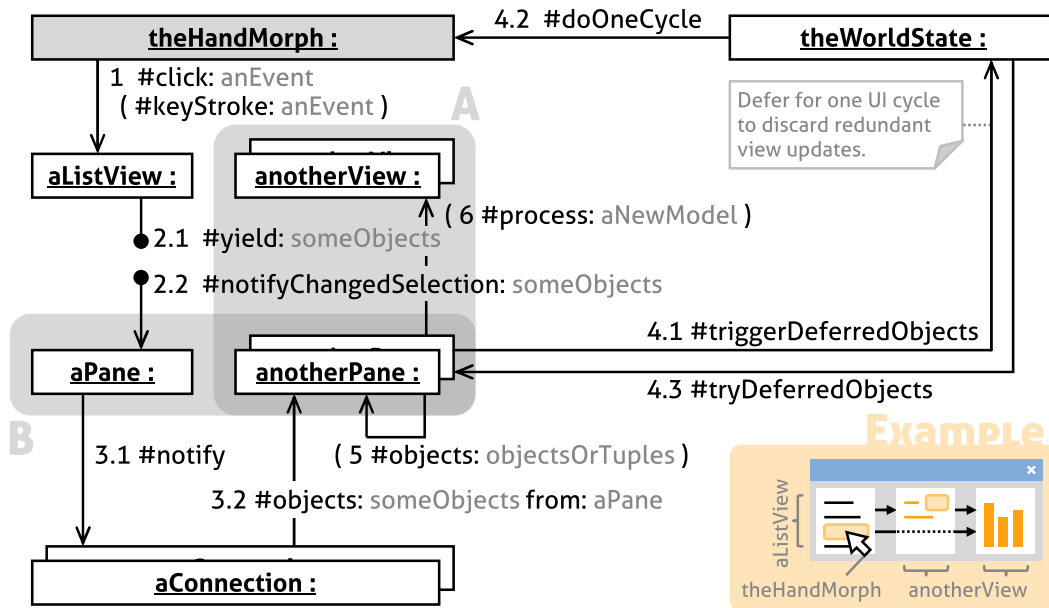 4.2 #doOneCycle
theHandMorph :
theWorldState :
1 #click: anEvent
( #keyStroke: anEvent )
A
Defer for one UI cycle
to discard redundant
view updates.
aListView :
anotherView :
( 6 #process: aNewModel )
2.1 #yield: someObjects
2.2 #notifyChangedSelection: someObjects
4.1 #triggerDeferredObjects
aPane :
anotherPane :
4.3 #tryDeferredObjects
B
3.1 #notify
( 5 #objects: objectsOrTuples )
3.2 #objects: someObjects from: aPane
Example
aListView
theHandMorph
anotherView
aConnection :